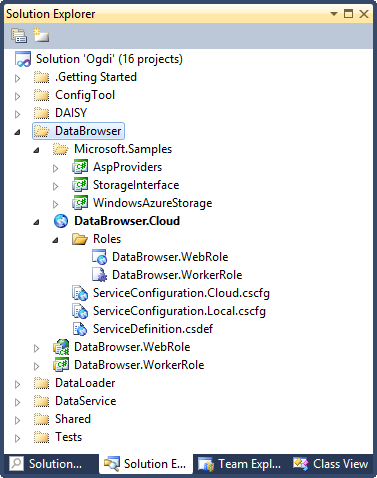 Solution Explorer
Solution 'Ogdi' (16 projects)
.Getting Started
ConfigTool
DAISY
DataBrowser
Microsoft.Samples
AspProviders
StorageInterface
WindowsAzureStorage
DataBrowser.Cloud
Roles
DataBrowser.WebRole
DataBrowser.WorkerRole
ServiceConfiguration.Cloud.cscfg
ServiceConfiguration.Local.cscfg
ServiceDefinition.csdef
DataBrowser.WebRole
DataBrowser.WorkerRole
DataLoader
DataService
Shared
Tests
Solution... Solution E... Team Expl... Class View